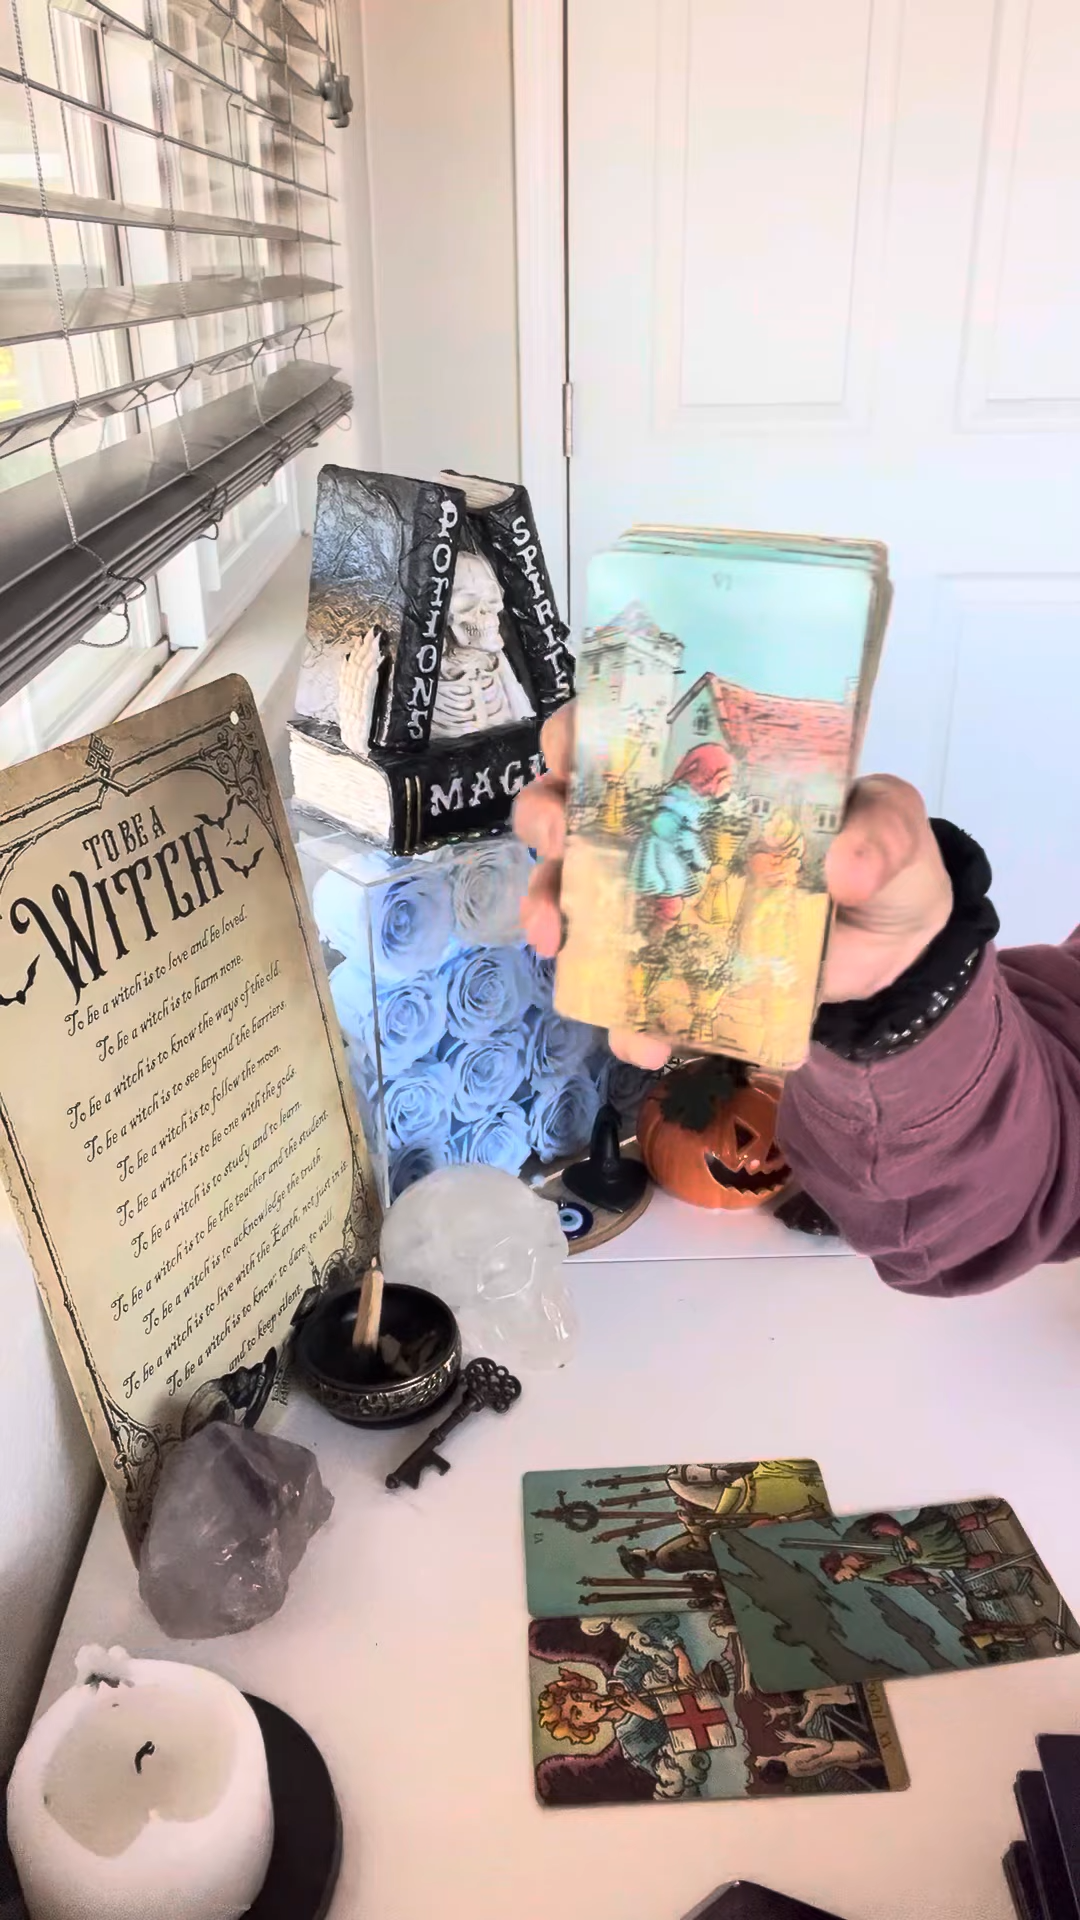 POTIONS
SPIRITS
MAGI
VI
TO BE A
WITCH
To be a witch is to love and be loved.
To be a witch is to harm none.
To be a witch is to know the ways of the old.
To be a witch is to see beyond the barriers.
To be a witch is to follow the moon.
To be a witch is to be one with the gods.
To be a witch is to study and to learn.
To be a witch is to be the teacher and the student.
To be a witch is to acknowledge the truth.
To be a witch is to live with the Earth, not just in it.
To be a witch is to know; to dare, to will,
and to keep silent.
VI
XX